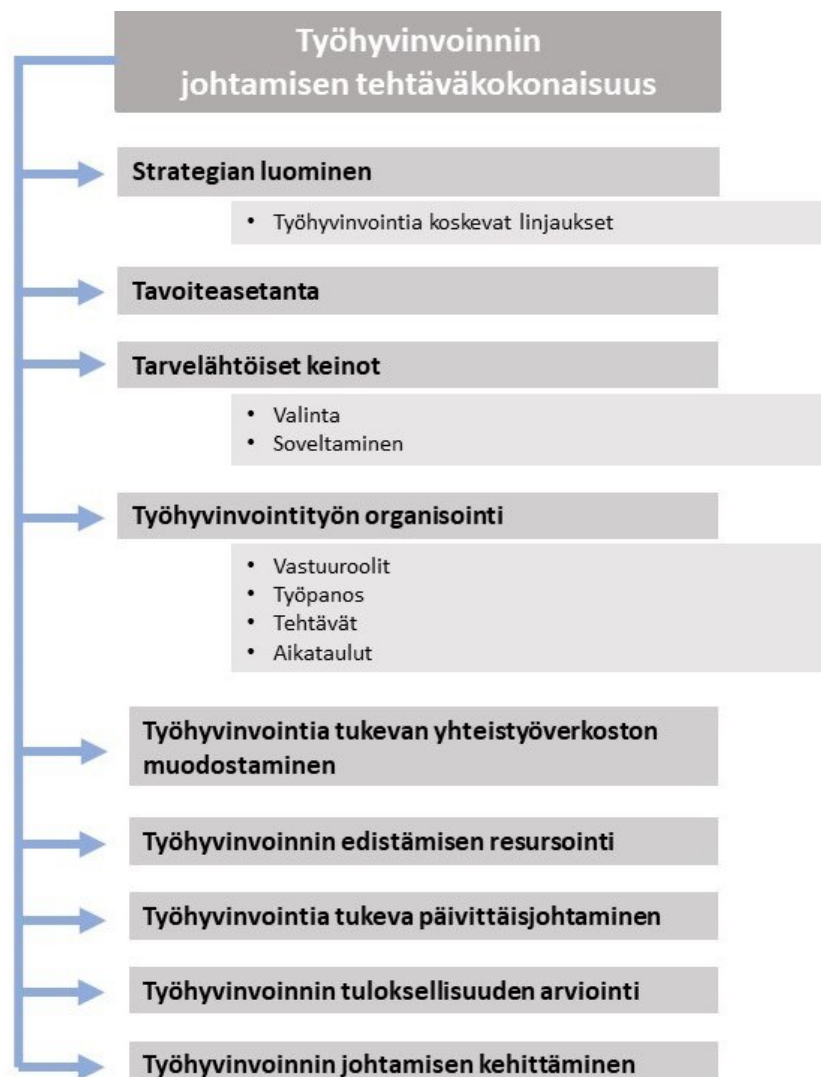 Työhyvinvoinnin
johtamisen tehtäväkokonaisuus
Strategian luominen
• Työhyvinvointia koskevat linjaukset
Tavoiteasetanta
Tarvelähtöiset keinot
• Valinta
• Soveltaminen
Työhyvinvointityön organisointi
• Vastuuroolit
• Työpanos
• Tehtävät
• Aikataulut
Työhyvinvointia tukevan yhteistyöverkoston
muodostaminen
Työhyvinvoinnin edistämisen resursointi
Työhyvinvointia tukeva päivittäisjohtaminen
Työhyvinvoinnin tuloksellisuuden arviointi
Työhyvinvoinnin johtamisen kehittäminen